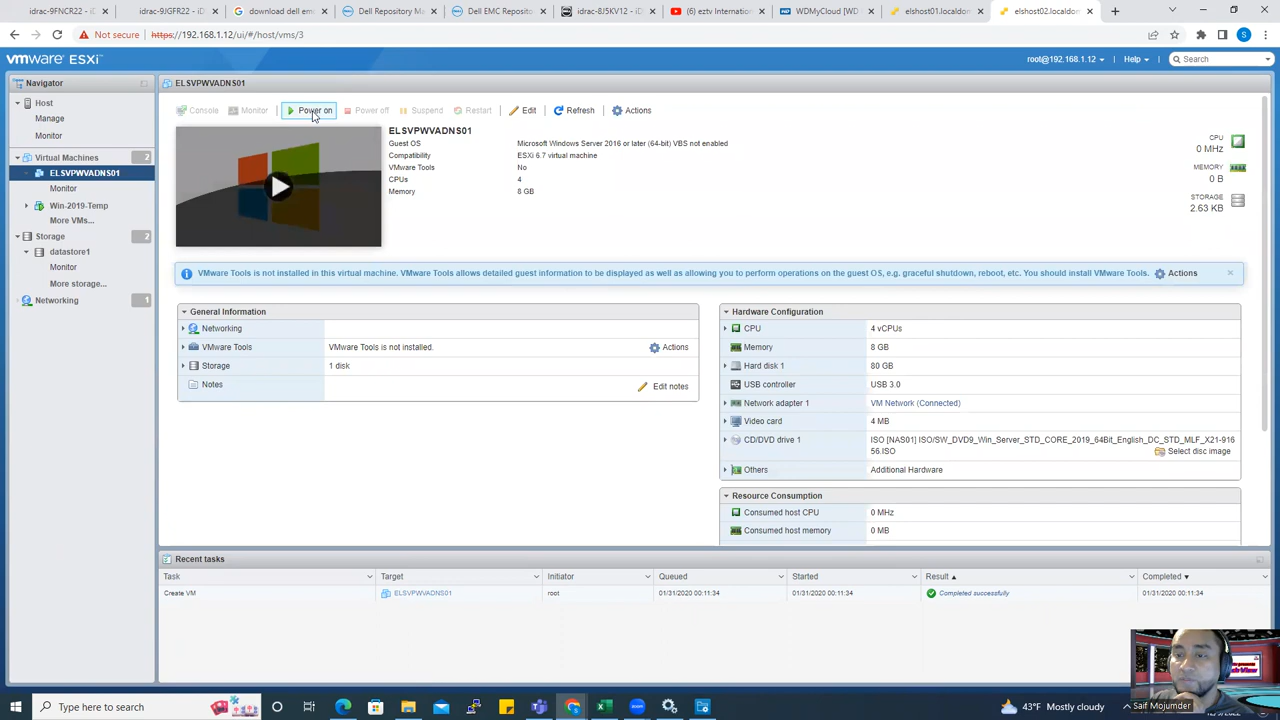 idrac-9FNCR22 - i
idrac-9JGFR22 - iD
download dell em
Dell Repository M
Dell EMC Reposito
idrac-8J5KV12 - iD
(6) eztv Internation
WDMyCloud [WD
elshost01.localdom
elshost02.localdom
Not secure
https://192.168.1.12/ui/#/host/vms/3
S
vmware ESXi
root@192.168.1.12
Help
Search
Navigator
ELSVPWVADNS01
Host
Manage
Monitor
Virtual Machines 2
ELSVPWVADNS01
Monitor
Win-2019-Temp
More VMs...
Storage 2
datastore1
Monitor
More storage...
Networking 1
Console Monitor Power on Power off Suspend Restart Edit Refresh Actions
ELSVPWVADNS01
Guest OS Microsoft Windows Server 2016 or later (64-bit) VBS not enabled
Compatibility ESXi 6.7 virtual machine
VMware Tools No
CPUs 4
Memory 8 GB
CPU
0 MHz
MEMORY
0 B
STORAGE
2.63 KB
VMware Tools is not installed in this virtual machine. VMware Tools allows detailed guest information to be displayed as well as allowing you to perform operations on the guest OS, e.g. graceful shutdown, reboot, etc. You should install VMware Tools. Actions
General Information
Networking
VMware Tools VMware Tools is not installed. Actions
Storage 1 disk
Notes Edit notes
Hardware Configuration
CPU 4 vCPUs
Memory 8 GB
Hard disk 1 80 GB
USB controller USB 3.0
Network adapter 1 VM Network (Connected)
Video card 4 MB
CD/DVD drive 1 ISO [NAS01] ISO/SW_DVD9_Win_Server_STD_CORE_2019_64Bit_English_DC_STD_MLF_X21-916
56.ISO
Select disc image
Others Additional Hardware
Resource Consumption
Consumed host CPU 0 MHz
Consumed host memory 0 MB
Recent tasks
Task Target Initiator Queued Started Result Completed
Create VM ELSVPWVADNS01 root 01/31/2020 00:11:34 01/31/2020 00:11:34 Completed successfully 01/31/2020 00:11:34
Type here to search
43°F Mostly cloudy
Saif Mojumder